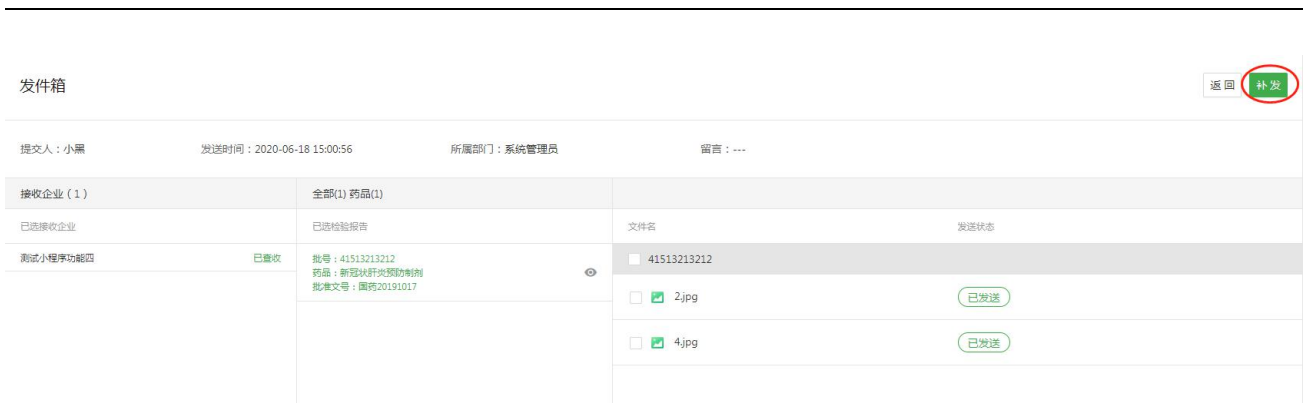 发件箱
返回 补发
提交人：小黑 发送时间：2020-06-18 15:00:56 所属部门：系统管理员 留言：---
接收企业（1） 全部(1) 药品(1)
已选接收企业 已选检验报告 文件名 发送状态
测试小程序功能四 已查收 批号：41513213212 41513213212
药品：新冠状肝炎预防制剂
批准文号：国药20191017
2.jpg 已发送
4.jpg 已发送